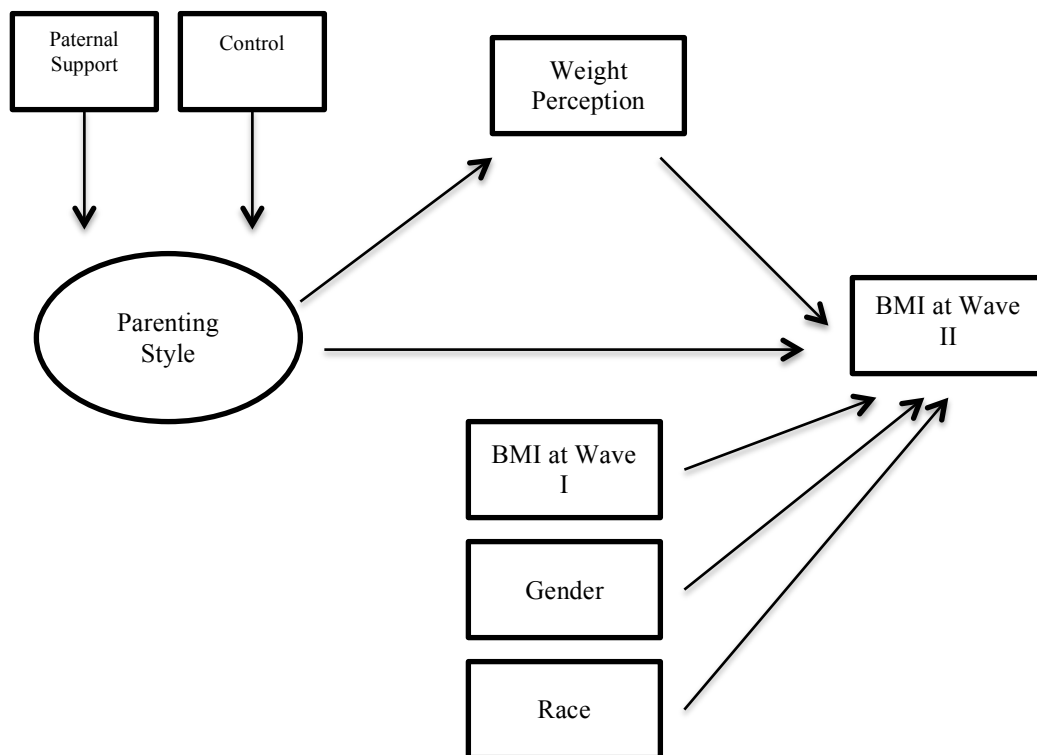 Paternal
Support
Control
Weight
Perception
Parenting
Style
BMI at Wave
II
BMI at Wave
I
Gender
Race